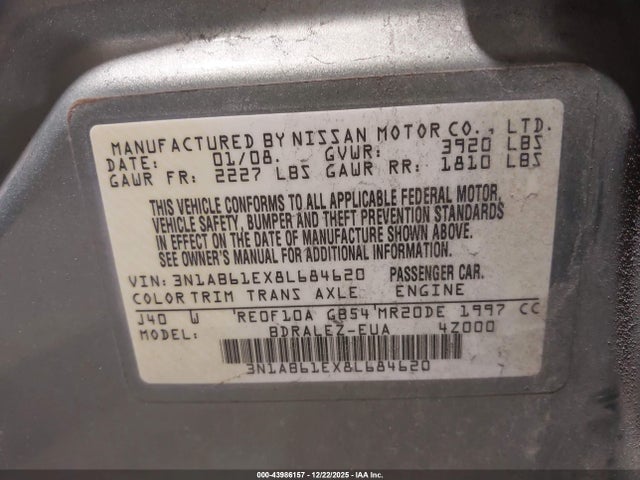 MANUFACTURED BY NISSAN MOTOR CO., LTD.
DATE: 01/08. GVWR: 3920 LBS
GAWR FR: 2227 LBS GAWR RR: 1810 LBS
THIS VEHICLE CONFORMS TO ALL APPLICABLE FEDERAL MOTOR
VEHICLE SAFETY, BUMPER AND THEFT PREVENTION STANDARDS
IN EFFECT ON THE DATE OF MANUFACTURE SHOWN ABOVE.
SEE OWNER'S MANUAL FOR ADDITIONAL INFORMATION.
VIN: 3N1AB61EX8L684620 PASSENGER CAR.
COLOR TRIM TRANS AXLE ENGINE
J40 W RE0F10A GB54 MR20DE 1997 CC
BDRALEZ-EUA 4Z000
3N1AB61EX8L684620
000-43986157 - 12/22/2025 - IAA Inc.